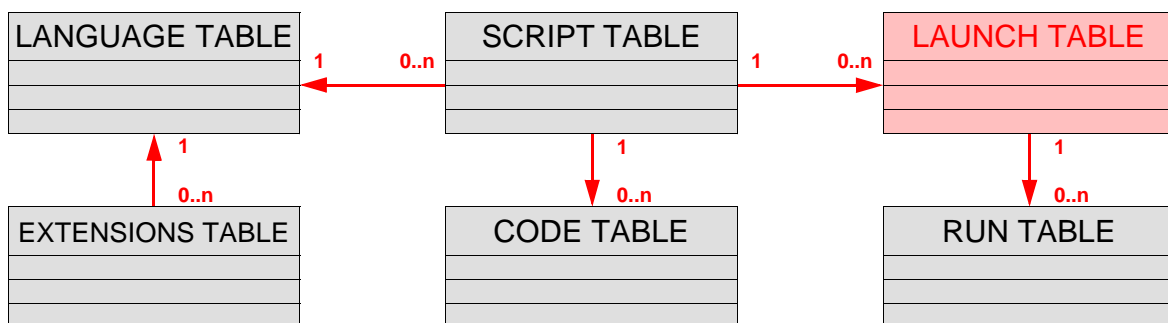 LANGUAGE TABLE
SCRIPT TABLE
LAUNCH TABLE
1 0..n
1 0..n
1
0..n
1
0..n
1
0..n
EXTENSIONS TABLE
CODE TABLE
RUN TABLE